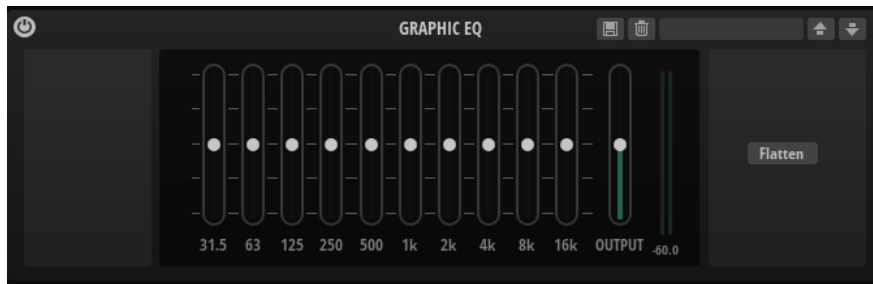 GRAPHIC EQ
Flatten
31.5 63 125 250 500 1k 2k 4k 8k 16k OUTPUT -60.0